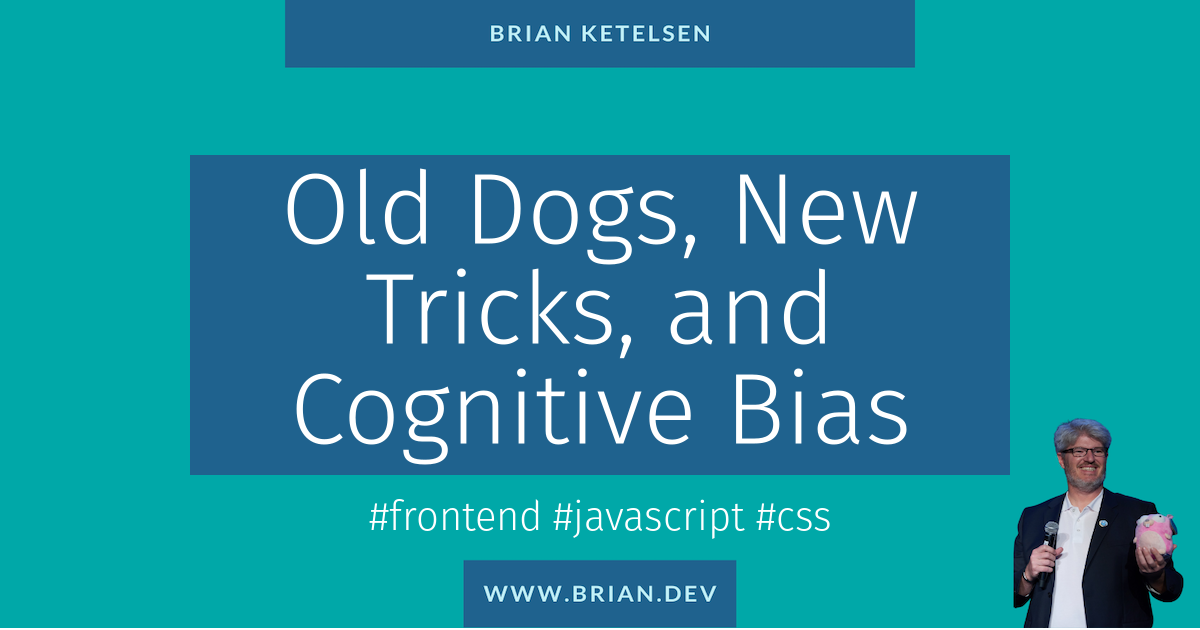 BRIAN KETELSEN
Old Dogs, New
Tricks, and
Cognitive Bias
#frontend #javascript #css
WWW.BRIAN.DEV